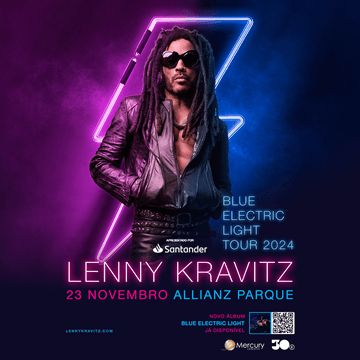 BLUE
ELECTRIC
LIGHT
TOUR 2024
APRESENTADO POR
Santander
LENNY KRAVITZ
23 NOVEMBRO ALLIANZ PARQUE
NOVO ÁLBUM
BLUE ELECTRIC LIGHT
JÁ DISPONÍVEL
LENNYKRAVITZ.COM
Mercury
30e